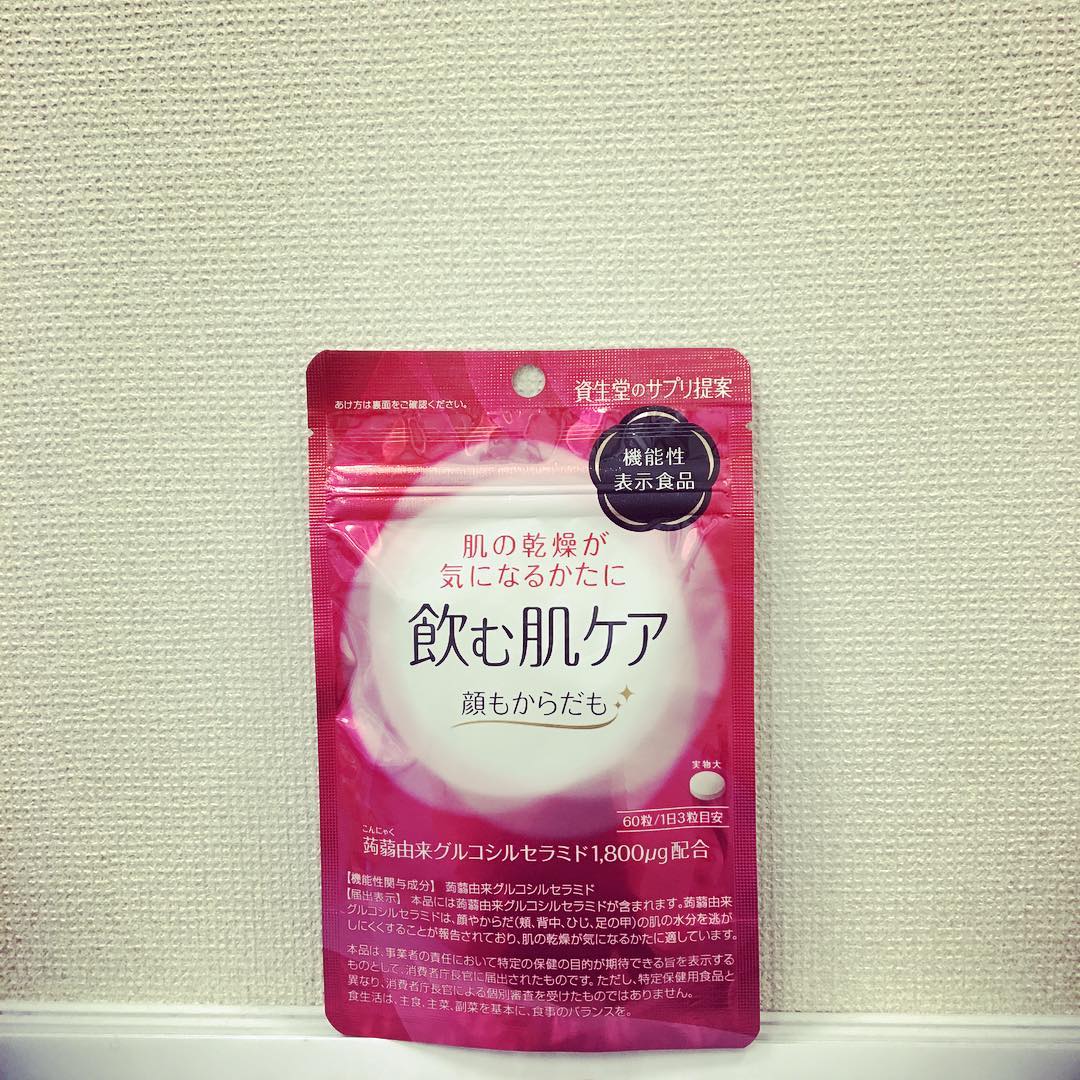 資生堂のサプリ提案
あけ方は裏面をご確認ください。
機能性
表示食品
肌の乾燥が
気になるかたに
飲む肌ケア
顔もからだも
実物大
60粒/1日3粒目安
こんにゃく
蒟蒻由来グルコシルセラミド1,800μg配合
【機能性関与成分】 蒟蒻由来グルコシルセラミド
【届出表示】 本品には蒟蒻由来グルコシルセラミドが含まれます。蒟蒻由来
グルコシルセラミドは、顔やからだ(頬、背中、ひじ、足の甲)の肌の水分を逃が
しにくくすることが報告されており、肌の乾燥が気になるかたに適しています。
本品は、事業者の責任において特定の保健の目的が期待できる旨を表示する
ものとして、消費者庁長官に届出されたものです。ただし、特定保健用食品と
異なり、消費者庁長官による個別審査を受けたものではありません。
食生活は、主食、主菜、副菜を基本に、食事のバランスを。